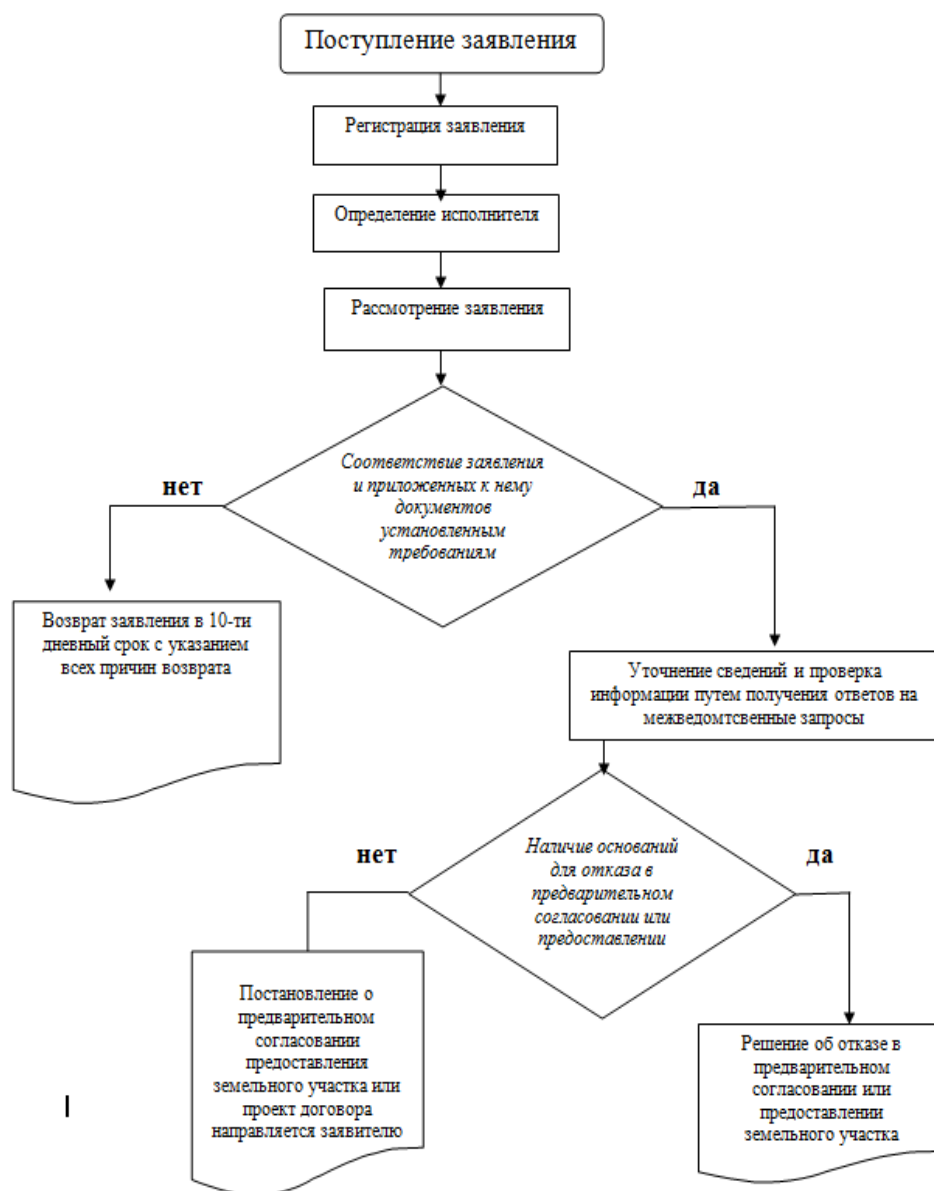 Поступление заявления
Регистрация заявления
Определение исполнителя
Рассмотрение заявления
Соответствие заявления
и приложенных к нему
документов
установленным
требованиям
нет
да
Возврат заявления в 10-ти
дневный срок с указанием
всех причин возврата
Уточнение сведений и проверка
информации путем получения ответов на
межведомтсвенные запросы
Наличие оснований
для отказа в
предварительном
согласовании или
предоставлении
нет
да
Постановление о
предварительном
согласовании
предоставления
земельного участка или
проект договора
направляется заявителю
Решение об отказе в
предварительном
согласовании или
предоставлении
земельного участка